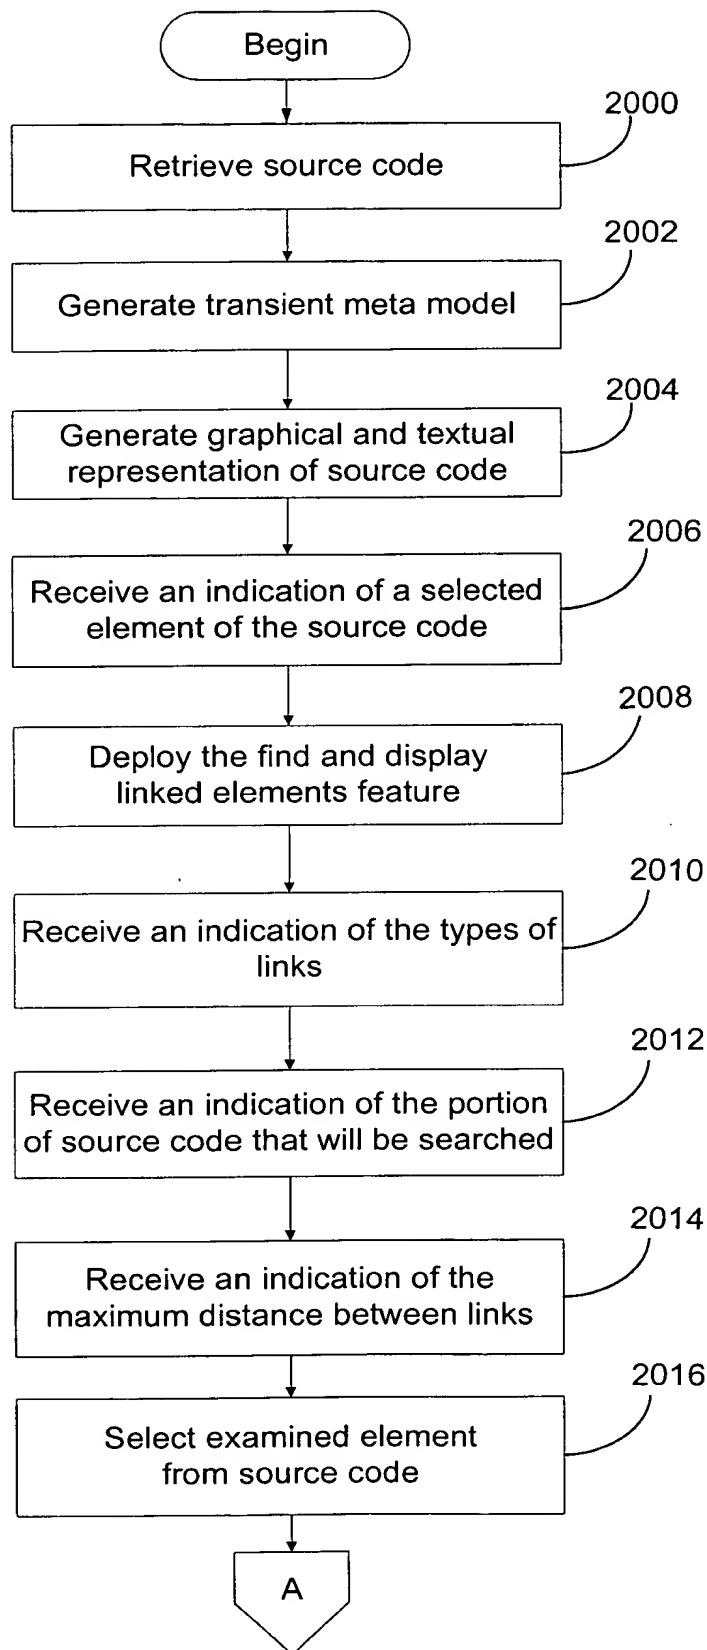 Begin
2000
Retrieve source code
2002
Generate transient meta model
2004
Generate graphical and textual
representation of source code
2006
Receive an indication of a selected
element of the source code
2008
Deploy the find and display
linked elements feature
2010
Receive an indication of the types of
links
2012
Receive an indication of the portion
of source code that will be searched
2014
Receive an indication of the
maximum distance between links
2016
Select examined element
from source code
A